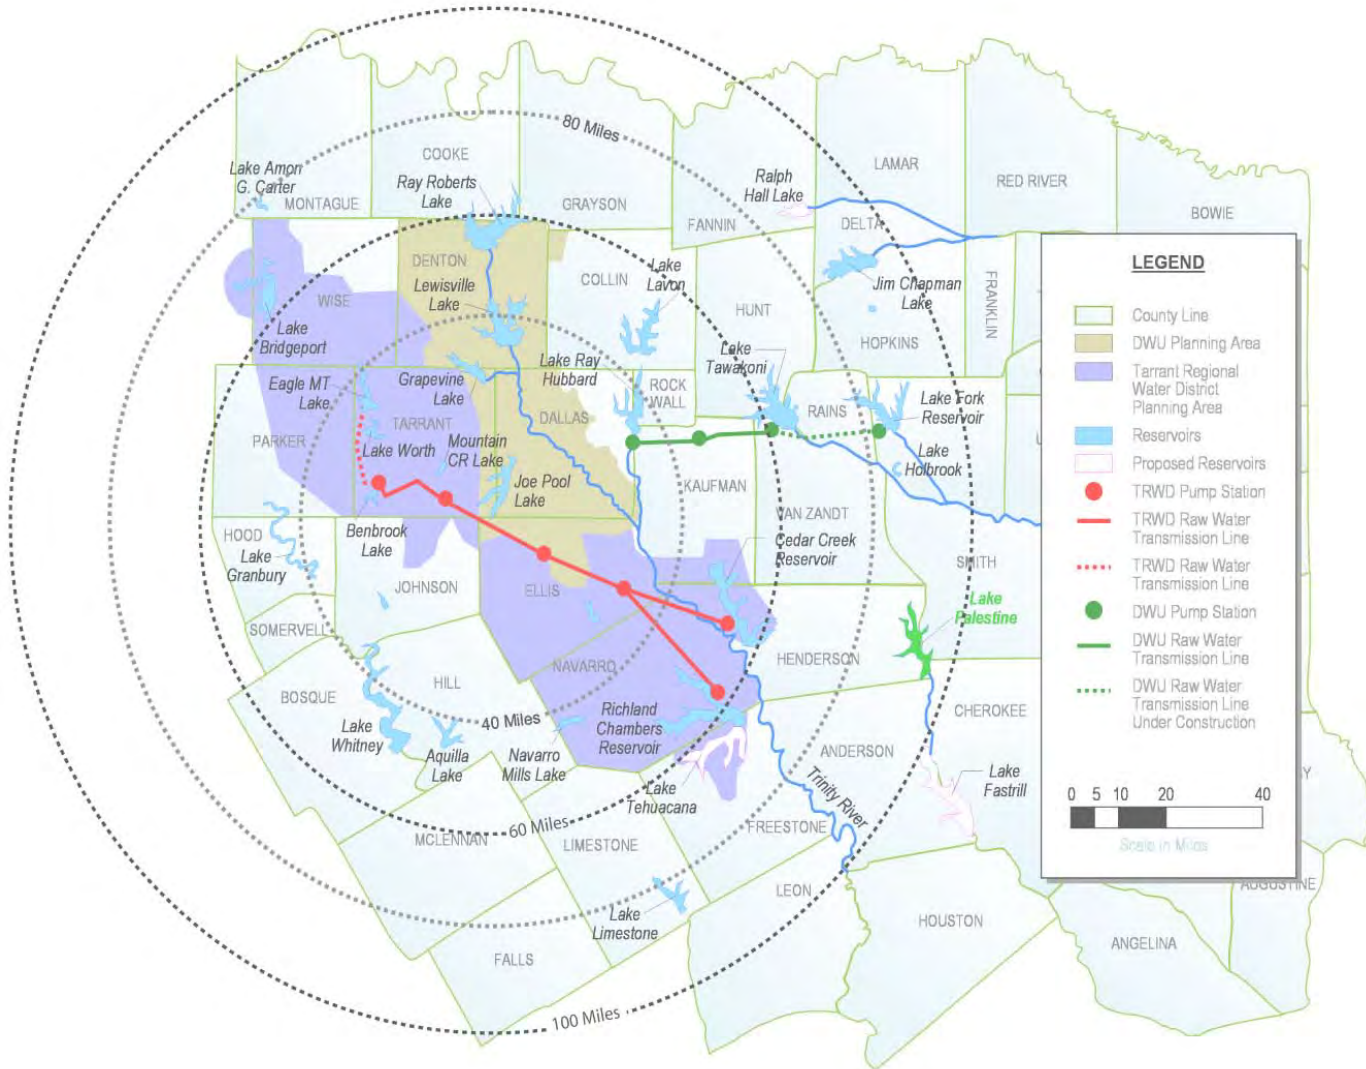 80 Miles
COOKE
LAMAR
Lake Amon
G. Carter
Ray Roberts
Lake
Ralph
Hall Lake
RED RIVER
MONTAGUE
GRAYSON
FANNIN
DELTA
BOWIE
DENTON
Lewisville
Lake
COLLIN
Lake
Lavon
Jim Chapman
Lake
FRANKLIN
WISE
HUNT
Lake
Bridgeport
HOPKINS
Lake
Tawakoni
Lake Ray
Hubbard
Eagle MT
Lake
Grapevine
Lake
ROCK
WALL
RAINS
Lake Fork
Reservoir
DALLAS
TARRANT
PARKER
Lake Worth
Mountain
CR Lake
Lake
Holbrook
Joe Pool
Lake
KAUFMAN
VAN ZANDT
HOOD
Benbrook
Lake
Cedar Creek
Reservoir
Lake
Granbury
SMITH
JOHNSON
ELLIS
Lake
Palestine
SOMERVELL
HENDERSON
NAVARRO
BOSQUE
HILL
CHEROKEE
Richland
Chambers
Reservoir
40 Miles
Lake
Whitney
Aquilla
Lake
Navarro
Mills Lake
ANDERSON
Lake
Tehuacana
Trinity River
Lake
Fastrill
60 Miles
FREESTONE
MCLENNAN
LIMESTONE
LEON
Lake
Limestone
HOUSTON
ANGELINA
AUGUSTINE
FALLS
100 Miles
LEGEND
County Line
DWU Planning Area
Tarrant Regional
Water District
Planning Area
Reservoirs
Proposed Reservoirs
TRWD Pump Station
TRWD Raw Water
Transmission Line
TRWD Raw Water
Transmission Line
DWU Pump Station
DWU Raw Water
Transmission Line
DWU Raw Water
Transmission Line
Under Construction
0 5 10 20 40
Scale in Miles